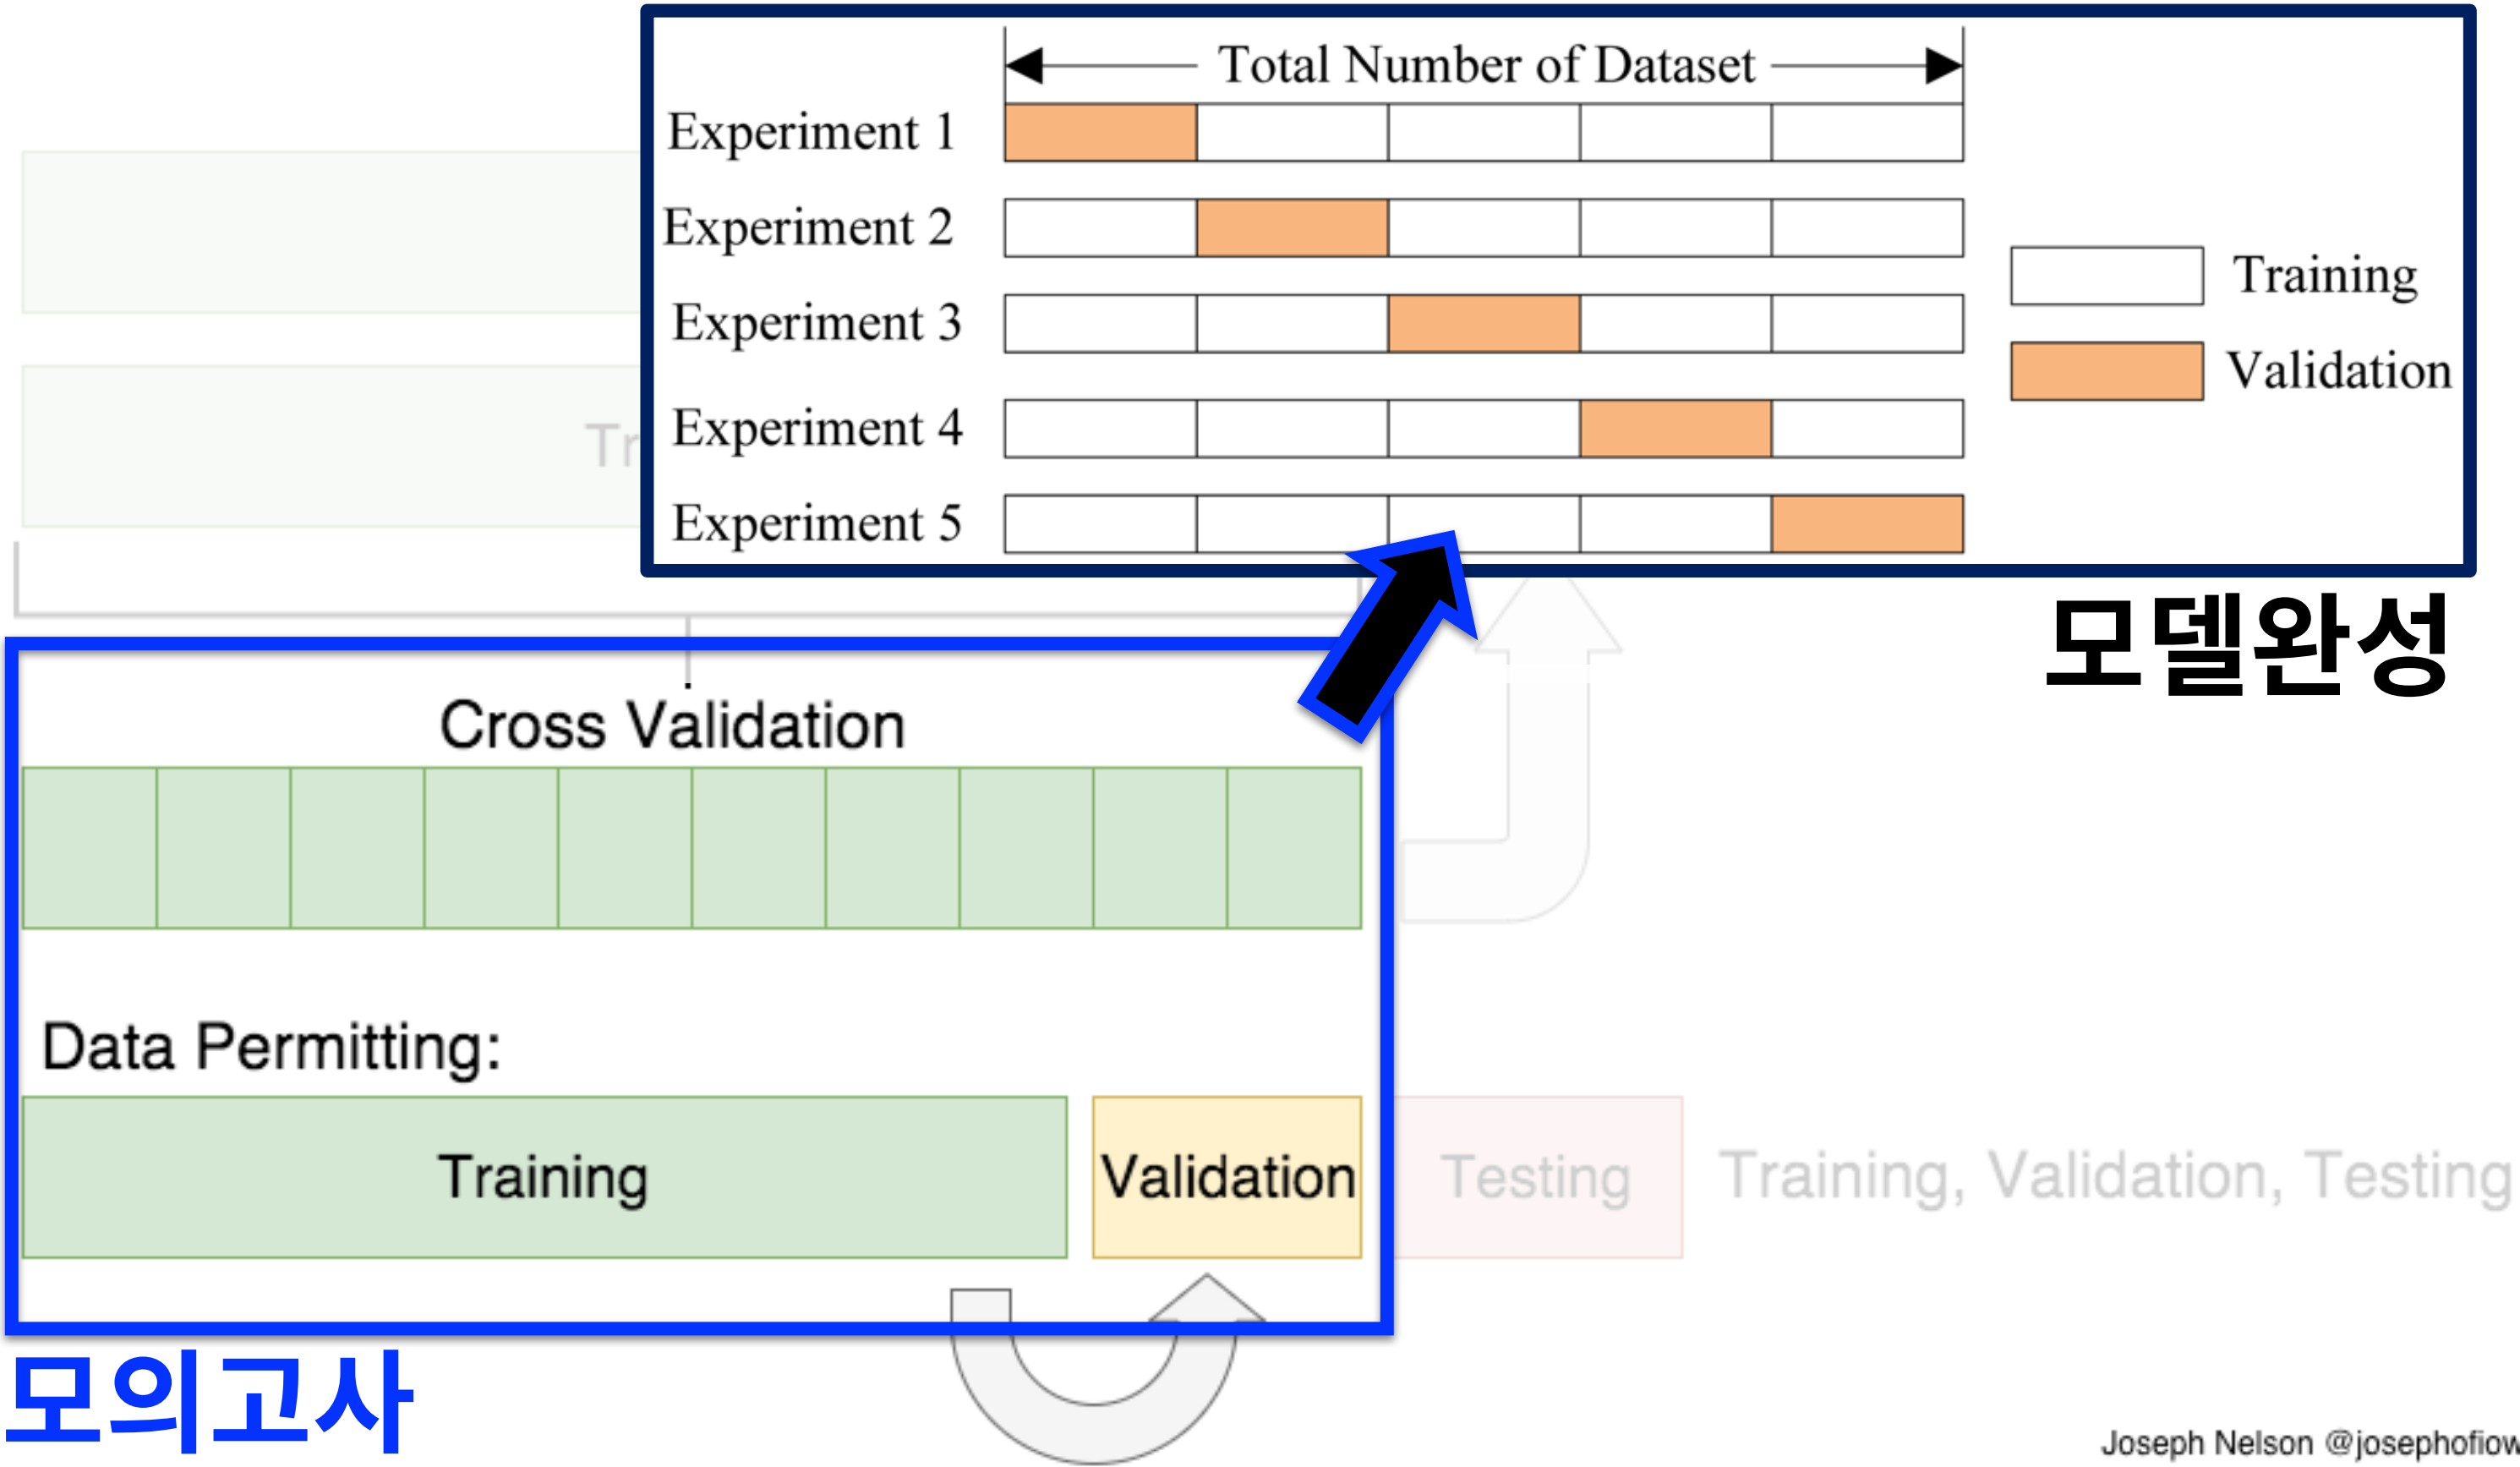 Total Number of Dataset
Experiment 1
Experiment 2
Experiment 3
Experiment 4
Experiment 5
Training
Validation
Tr
모델완성
Cross Validation
Data Permitting:
Training
Validation
Testing
Training, Validation, Testing
모의고사
Joseph Nelson @josephofiow